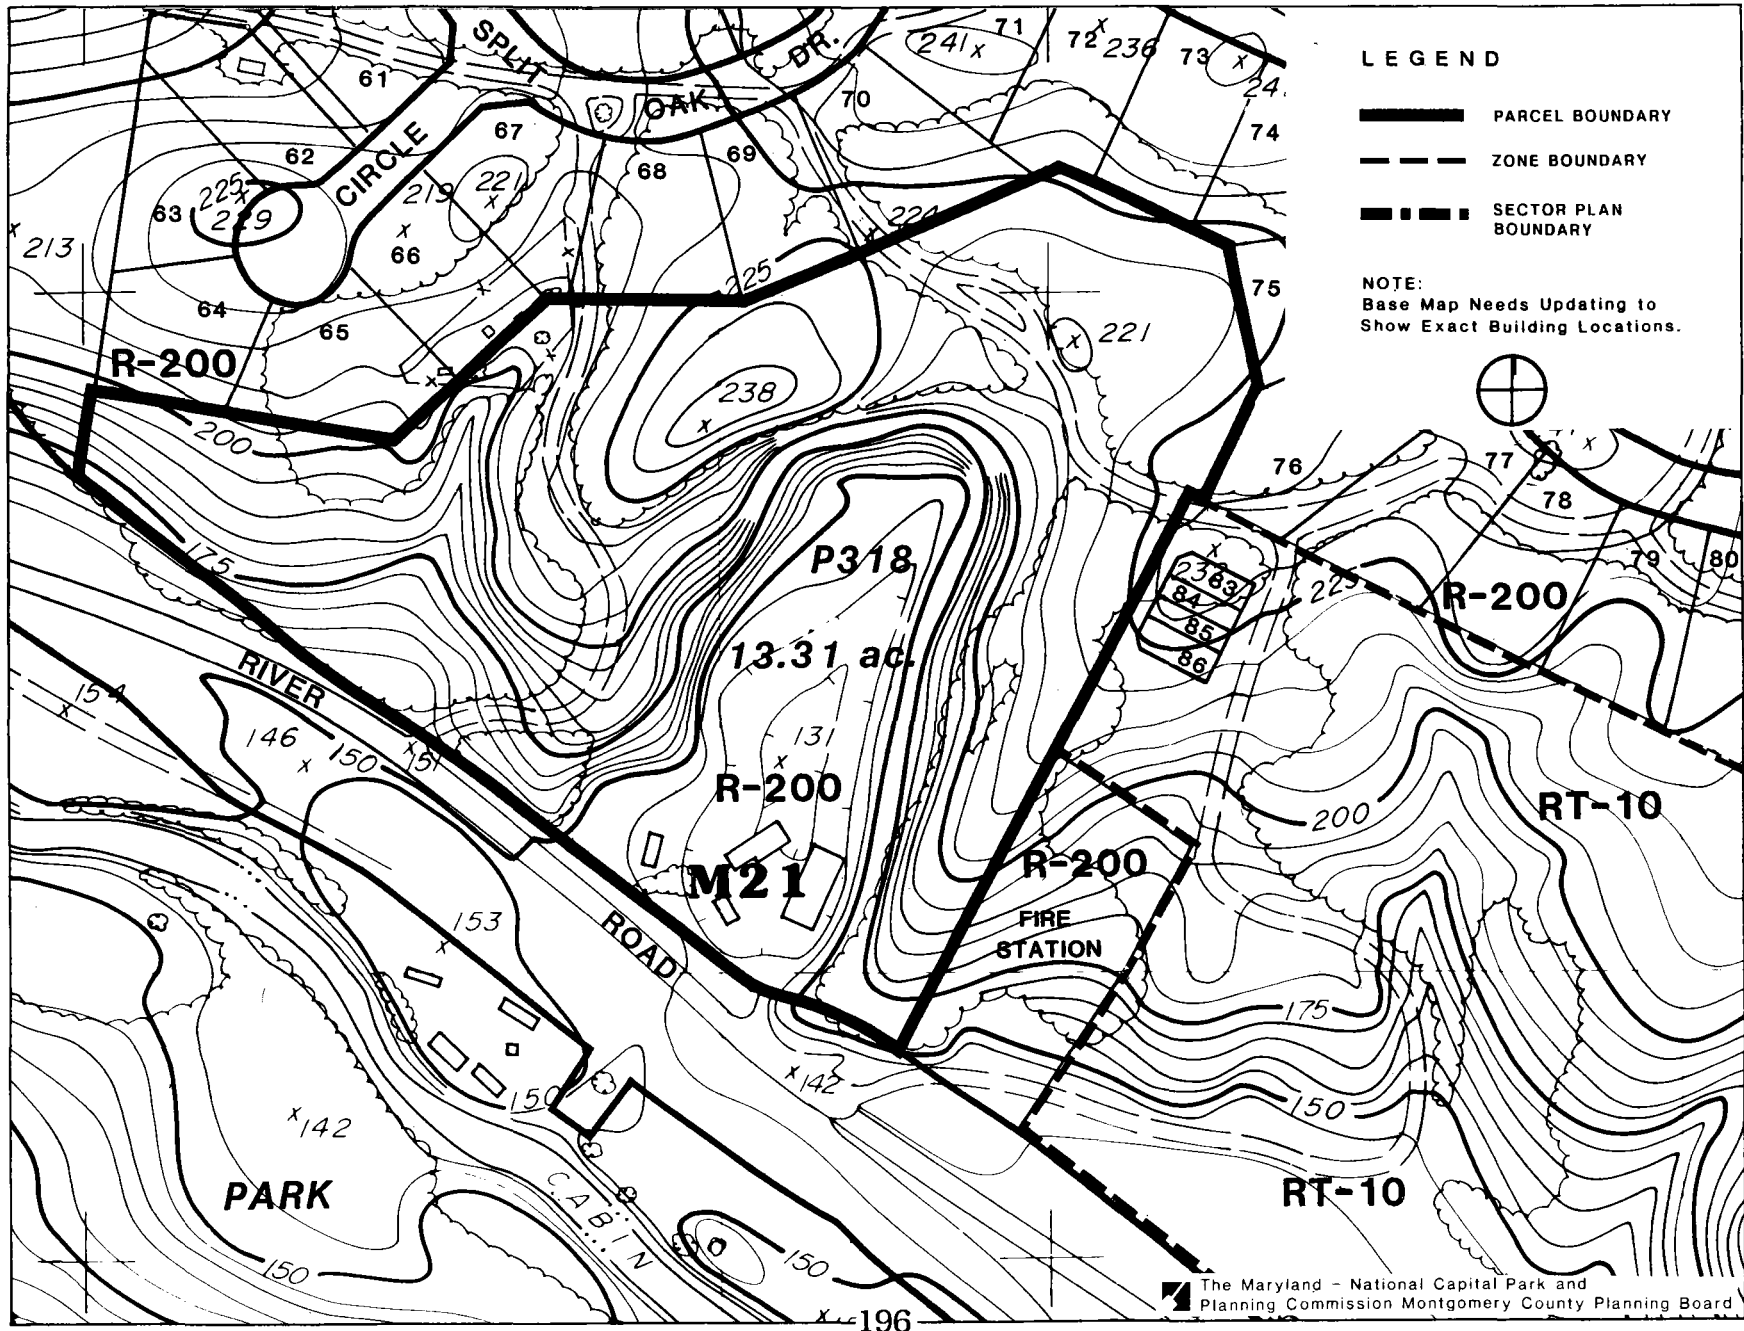 LEGEND
PARCEL BOUNDARY
ZONE BOUNDARY
SECTOR PLAN
BOUNDARY
NOTE:
Base Map Needs Updating to
Show Exact Building Locations.
SPLIT
OAK
DR.
CIRCLE
61
62
63
64
65
66
67
68
69
70
71
72
73
74
75
76
77
78
79
80
83
84
85
86
241
236
225
229
213
219
221
225
221
238
R-200
200
175
P318
13.31 ac.
131
R-200
M21
RIVER
ROAD
154
146
150
151
153
142
150
142
PARK
150
CABIN
150
R-200
FIRE
STATION
R-200
RT-10
200
175
150
RT-10
The Maryland - National Capital Park and
Planning Commission Montgomery County Planning Board
196